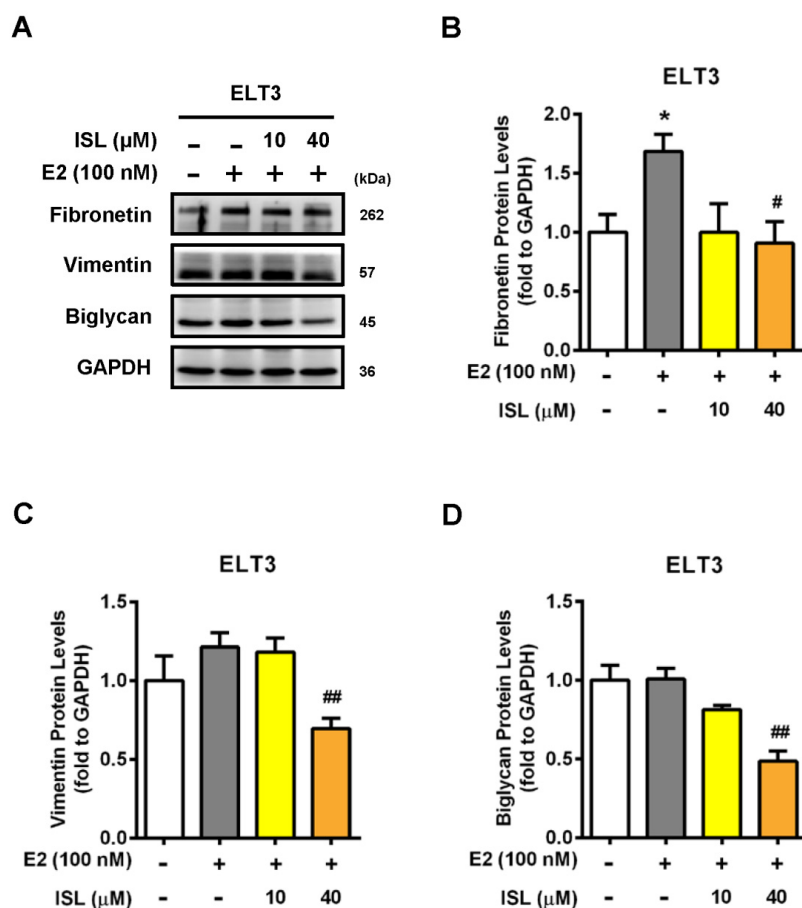 A
ELT3
ISL (µM) - - 10 40
E2 (100 nM) - + + + (kDa)
Fibronetin 262
Vimentin 57
Biglycan 45
GAPDH 36
B
ELT3
Fibronetin Protein Levels
(fold to GAPDH)
2.0
1.5
1.0
0.5
0.0
*
#
E2 (100 nM) - + + +
ISL (µM) - - 10 40
C
ELT3
Vimentin Protein Levels
(fold to GAPDH)
1.5
1.0
0.5
0.0
##
E2 (100 nM) - + + +
ISL (µM) - - 10 40
D
ELT3
Biglycan Protein Levels
(fold to GAPDH)
1.5
1.0
0.5
0.0
##
E2 (100 nM) - + + +
ISL (µM) - - 10 40